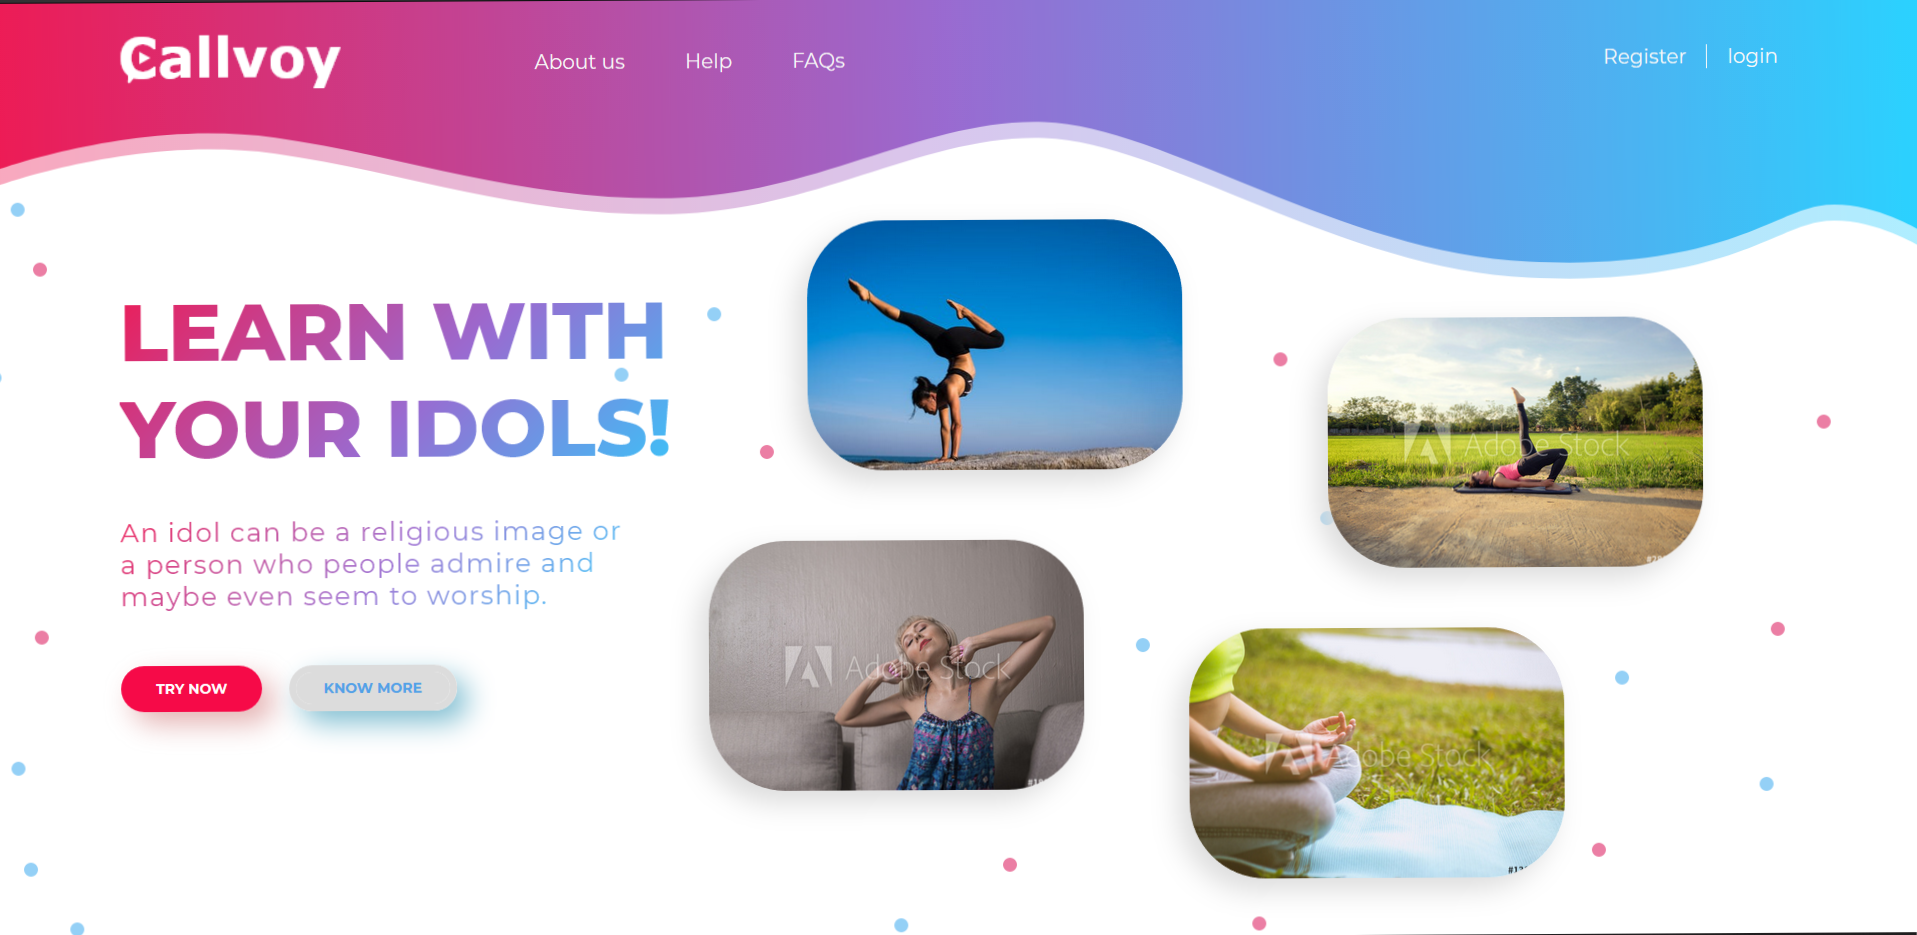 Callvoy
About us
Help
FAQs
Register
login
LEARN WITH
YOUR IDOLS!
An idol can be a religious image or
a person who people admire and
maybe even seem to worship.
TRY NOW
KNOW MORE
Adobe Stock
Adobe Stock
Adobe Stock